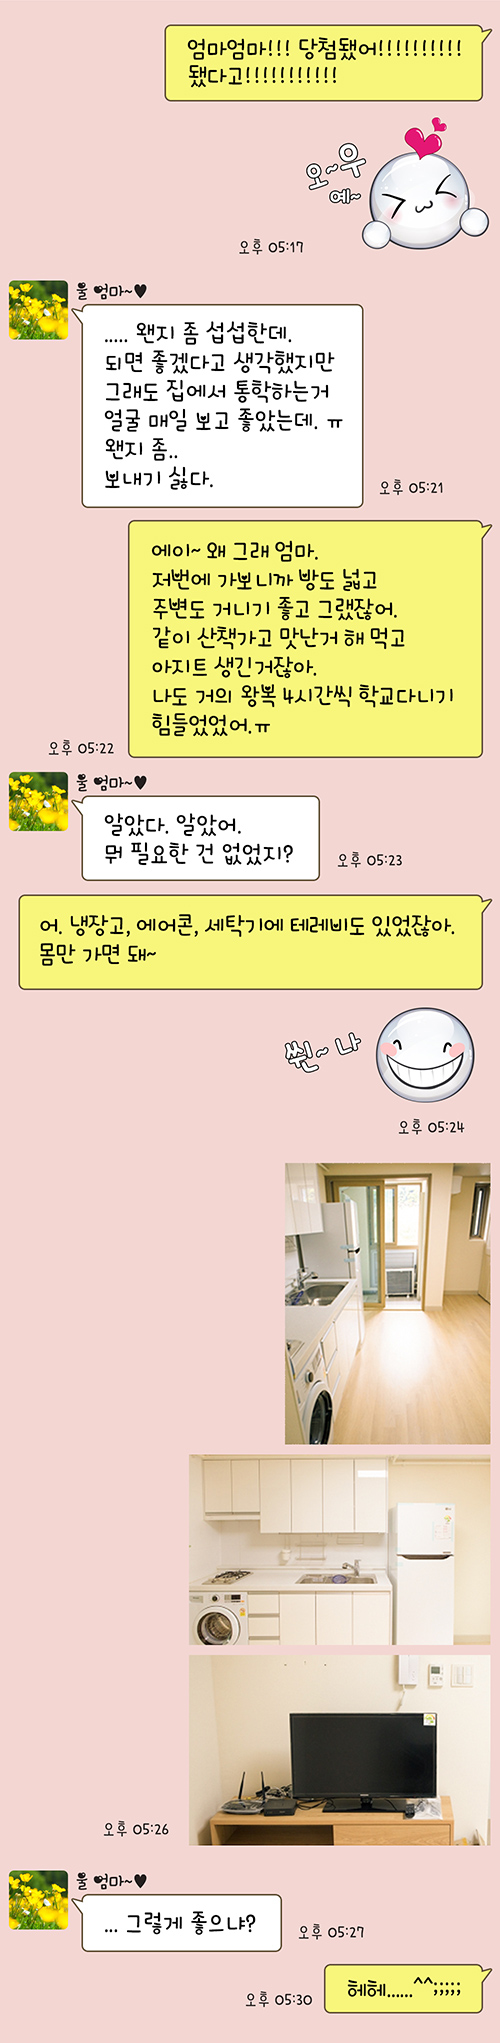 엄마엄마!!! 당첨됐어!!!!!!!!!!
됐다고!!!!!!!!!!!
오~우
예~
오후 05:17
울 엄마~♥
..... 왠지 좀 섭섭한데.
되면 좋겠다고 생각했지만
그래도 집에서 통학하는거
얼굴 매일 보고 좋았는데. ㅠ
왠지 좀..
보내기 싫다.
오후 05:21
에이~ 왜 그래 엄마.
저번에 가보니까 방도 넓고
주변도 거니기 좋고 그랬잖어.
같이 산책가고 맛난거 해 먹고
아지트 생긴거잖아.
나도 거의 왕복 4시간씩 학교다니기
힘들었었어.ㅠ
오후 05:22
울 엄마~♥
알았다. 알았어.
뭐 필요한 건 없었지?
오후 05:23
어. 냉장고, 에어콘, 세탁기에 테레비도 있었잖아.
몸만 가면 돼~
씐~나
오후 05:24
오후 05:26
울 엄마~♥
... 그렇게 좋으냐?
오후 05:27
헤헤......^^;;;;;
오후 05:30